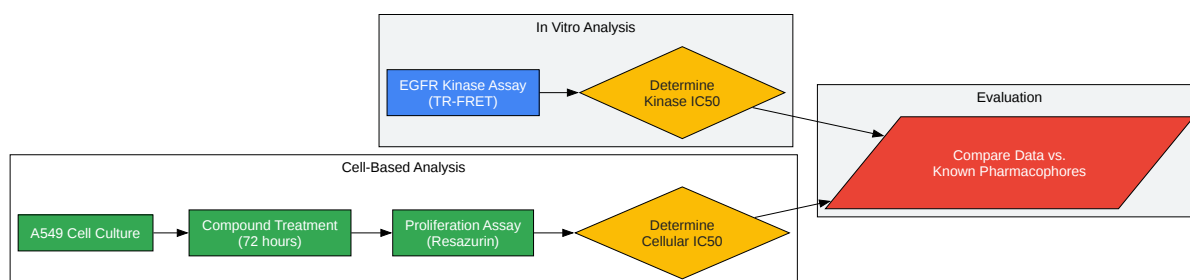 In Vitro Analysis
EGFR Kinase Assay
(TR-FRET)
Determine
Kinase IC50
Evaluation
Compare Data vs.
Known Pharmacophores
Cell-Based Analysis
A549 Cell Culture
Compound Treatment
(72 hours)
Proliferation Assay
(Resazurin)
Determine
Cellular IC50